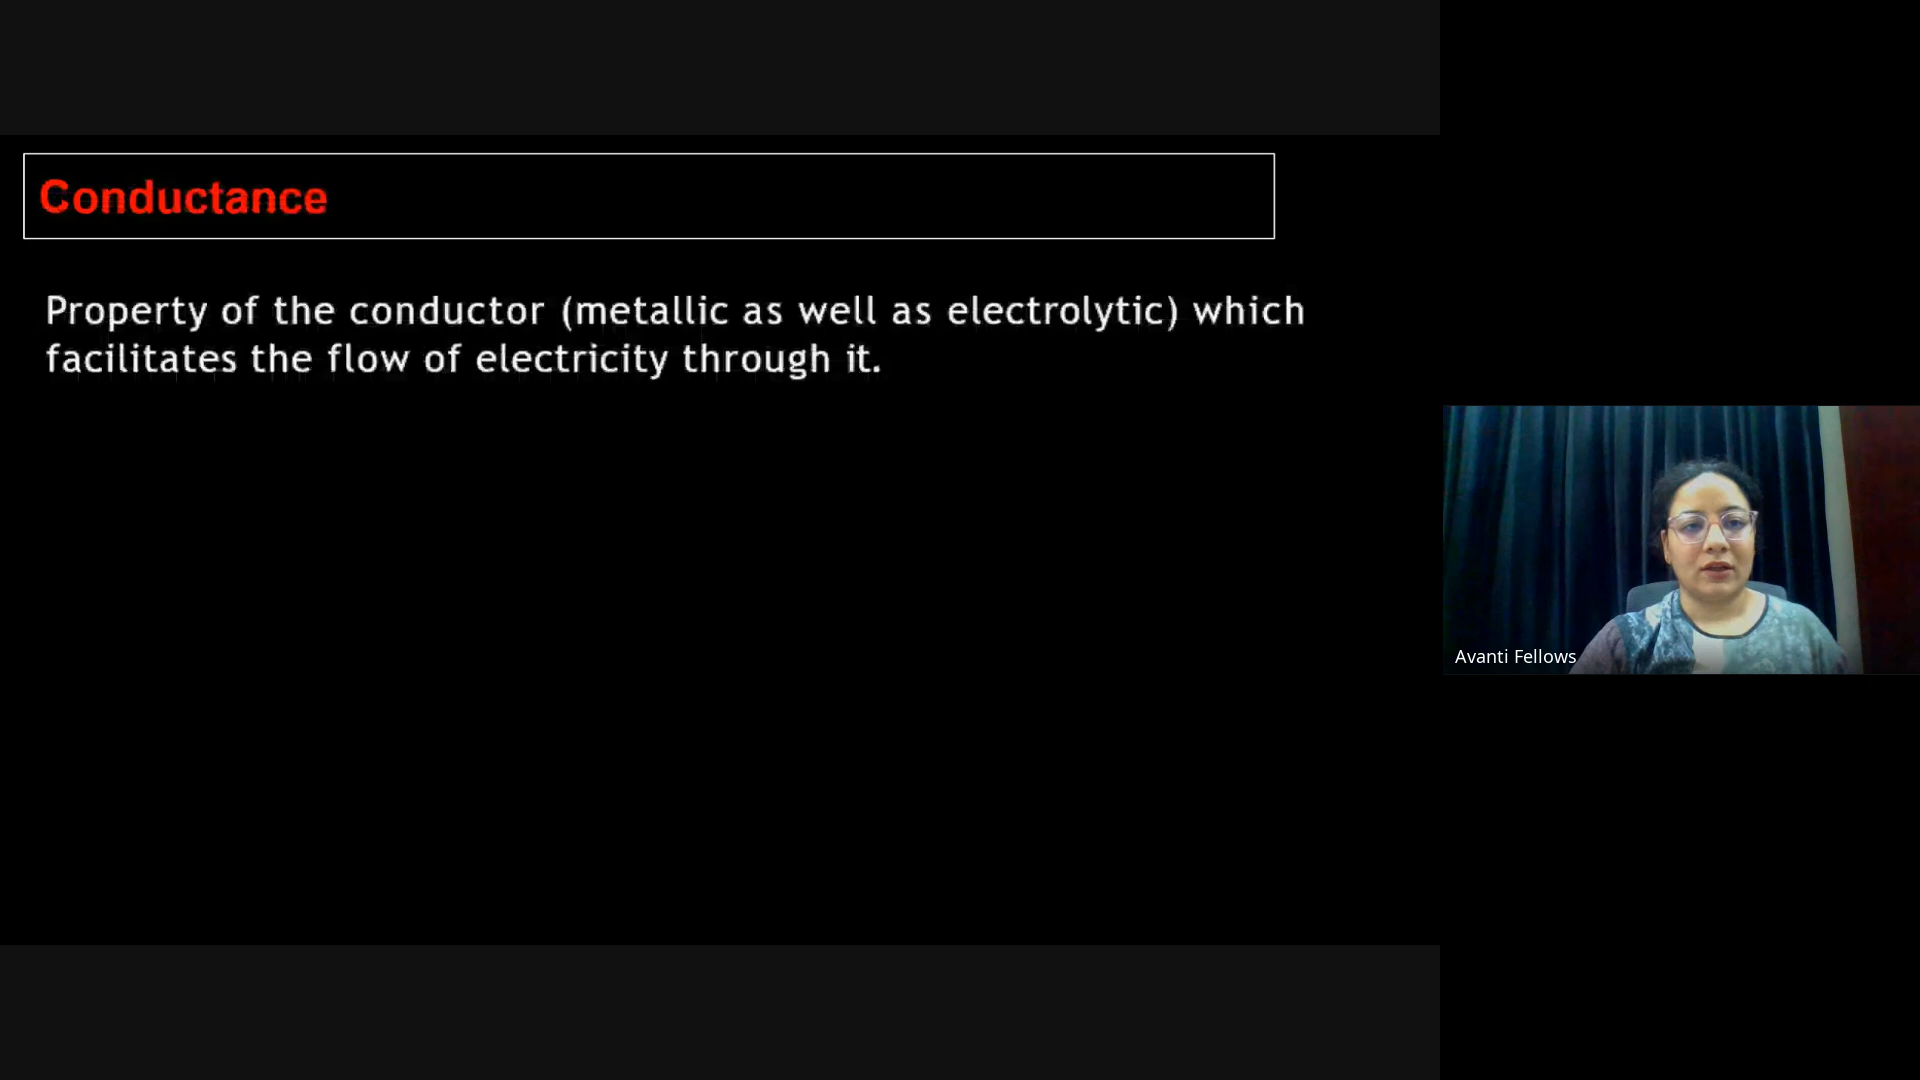 Conductance
Property of the conductor (metallic as well as electrolytic) which
facilitates the flow of electricity through it.
Avanti Fellows